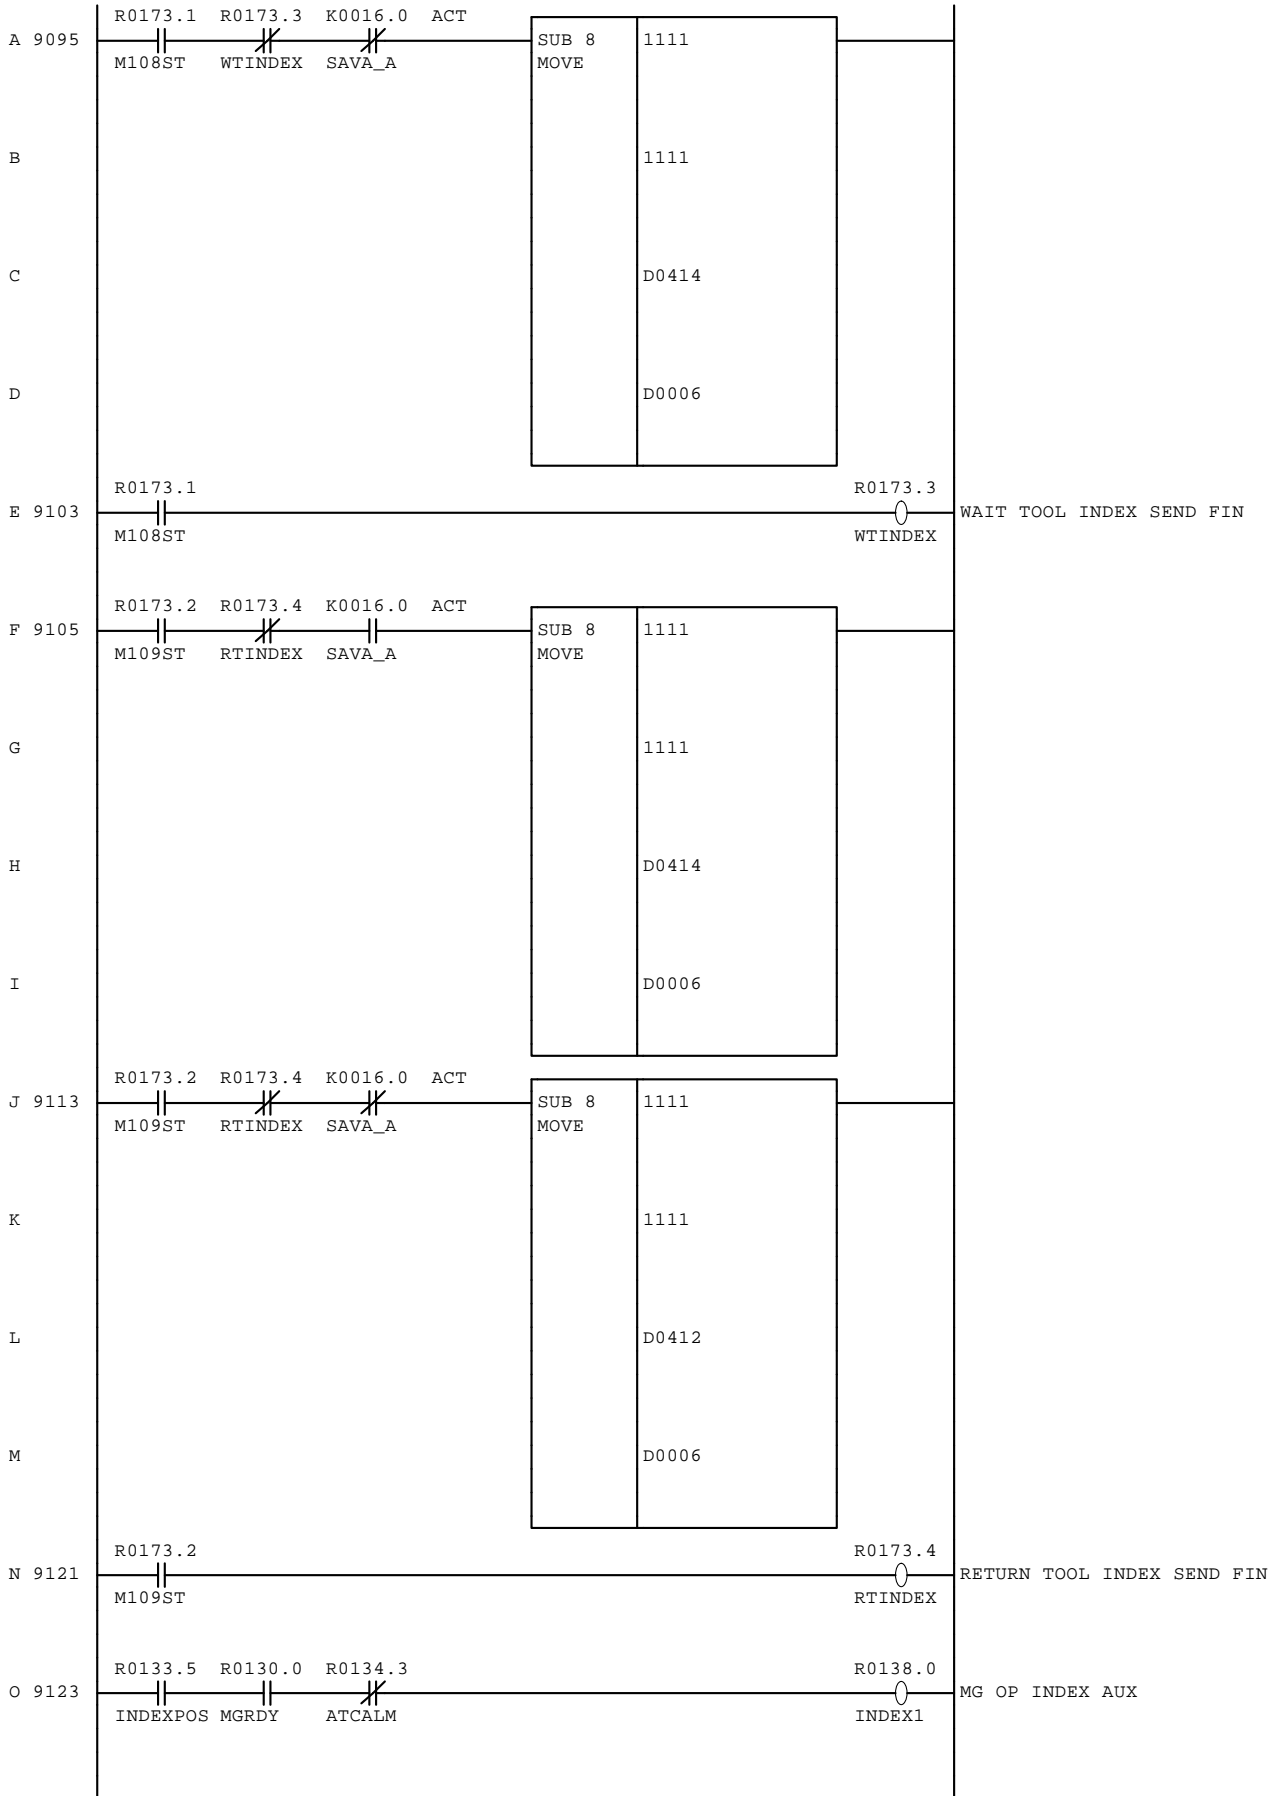 R0173.1 R0173.3 K0016.0 ACT
A 9095 SUB 8 1111
M108ST WTINDEX SAVA_A MOVE
B 1111
C D0414
D D0006
R0173.1 R0173.3
E 9103 WAIT TOOL INDEX SEND FIN
M108ST WTINDEX
R0173.2 R0173.4 K0016.0 ACT
F 9105 SUB 8 1111
M109ST RTINDEX SAVA_A MOVE
G 1111
H D0414
I D0006
R0173.2 R0173.4 K0016.0 ACT
J 9113 SUB 8 1111
M109ST RTINDEX SAVA_A MOVE
K 1111
L D0412
M D0006
R0173.2 R0173.4
N 9121 RETURN TOOL INDEX SEND FIN
M109ST RTINDEX
R0133.5 R0130.0 R0134.3 R0138.0
O 9123 MG OP INDEX AUX
INDEXPOS MGRDY ATCALM INDEX1